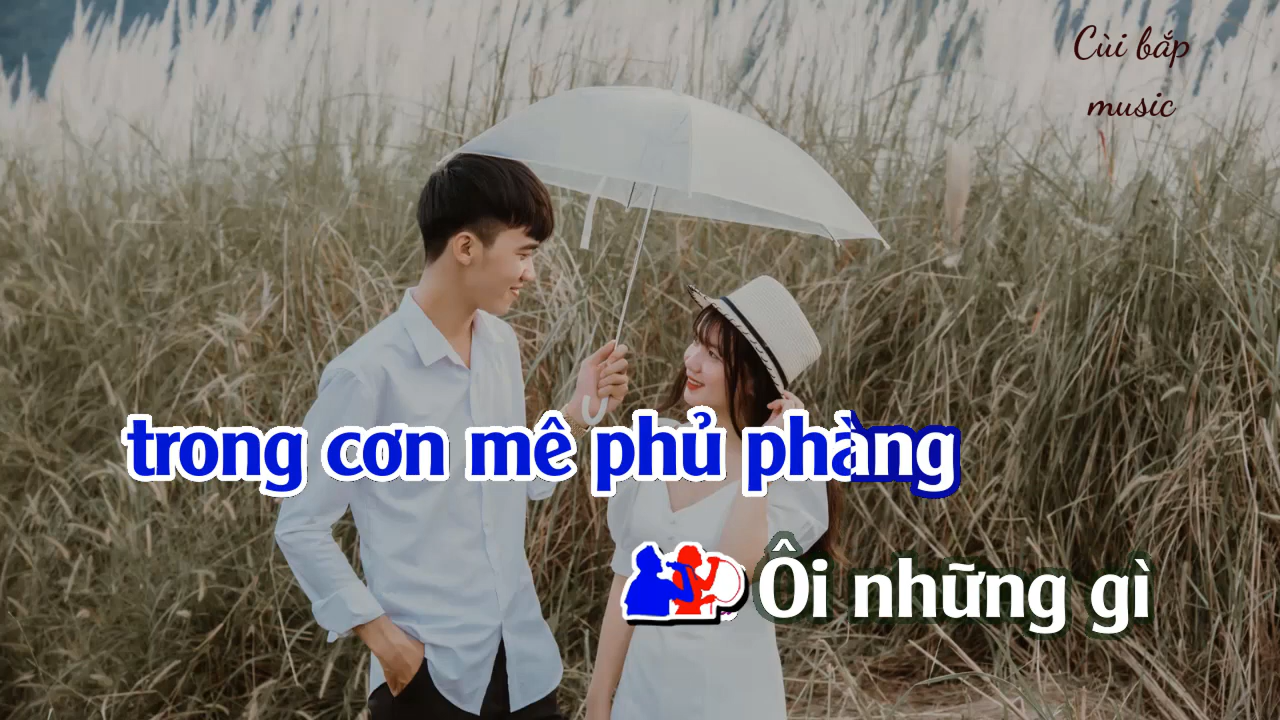 Cùi bắp
music
trong cơn mê phủ phàng
Ôi những gì